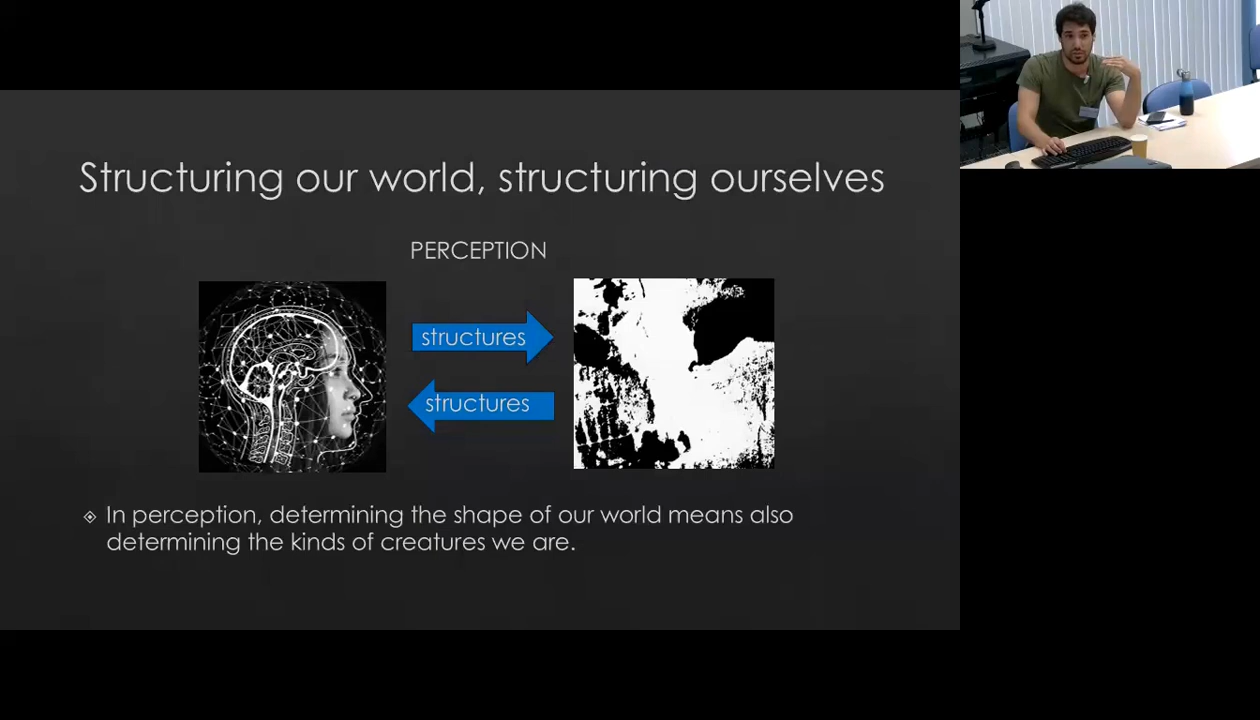 Structuring our world, structuring ourselves
PERCEPTION
structures
structures
In perception, determining the shape of our world means also
determining the kinds of creatures we are.